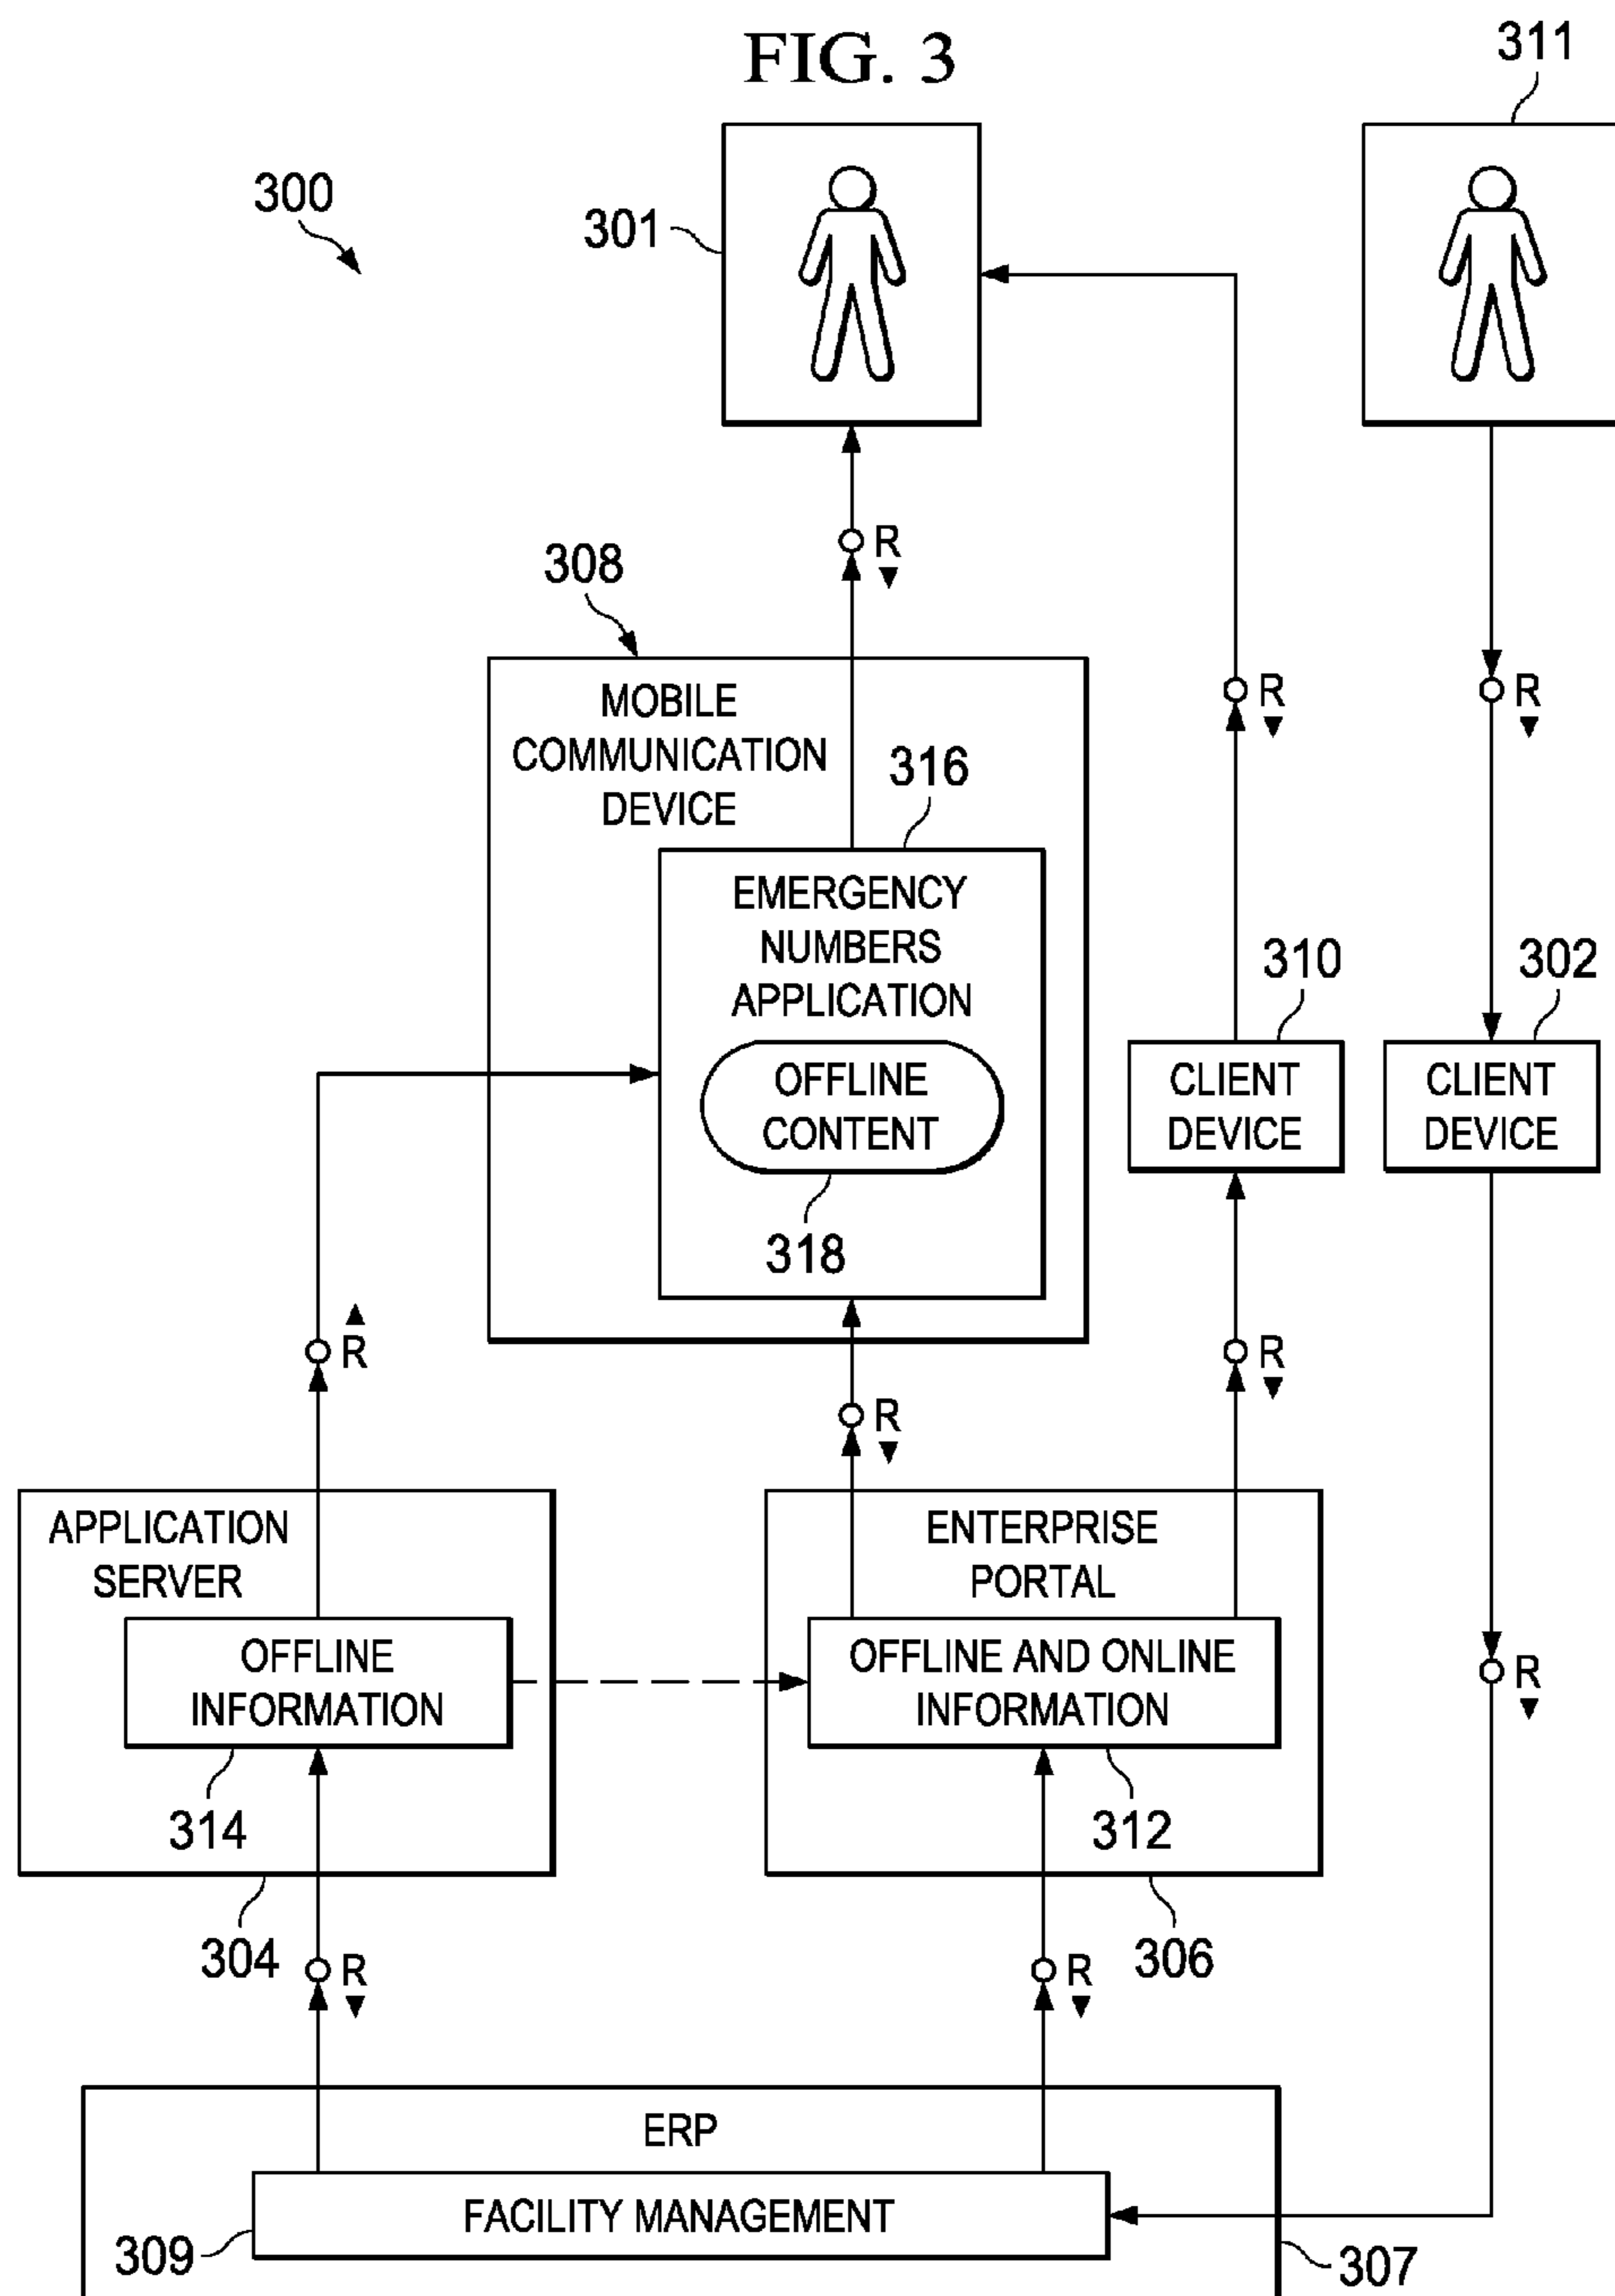 FIG. 3
311
300
301
R
308
R
R
MOBILE
COMMUNICATION
DEVICE
316
EMERGENCY
NUMBERS
APPLICATION
310
302
OFFLINE
CONTENT
CLIENT
DEVICE
CLIENT
DEVICE
318
R
R
R
APPLICATION
SERVER
ENTERPRISE
PORTAL
OFFLINE
INFORMATION
OFFLINE AND ONLINE
INFORMATION
R
314
312
304
R
R
306
ERP
FACILITY MANAGEMENT
309
307